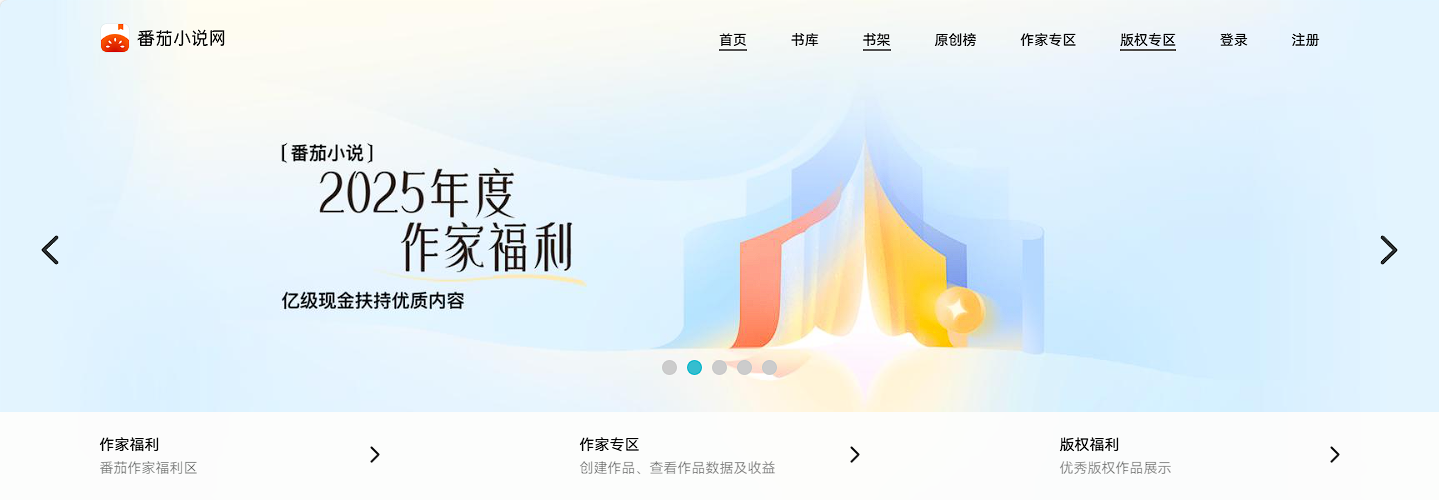 番茄小说网
首页 书库 书架 原创榜 作家专区 版权专区 登录 注册
[番茄小说]
2025年度
作家福利
亿级现金扶持优质内容
作家福利 作家专区 版权福利
番茄作家福利区 创建作品、查看作品数据及收益 优秀版权作品展示